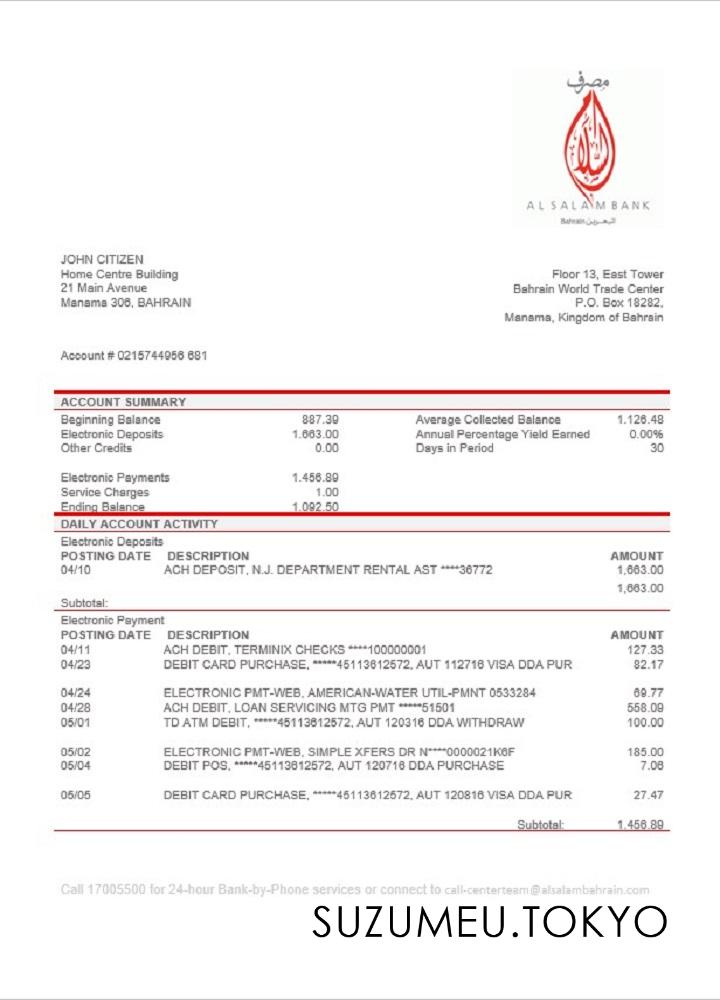 مصرف
السلام
ALSALAM BANK
Bahrain البحرين
JOHN CITIZEN
Home Centre Building
21 Main Avenue
Manama 306, BAHRAIN
Floor 13, East Tower
Bahrain World Trade Center
P.O. Box 18282,
Manama, Kingdom of Bahrain
Account # 0215744956 681
ACCOUNT SUMMARY
Beginning Balance 887.39 Average Collected Balance 1.126.48
Electronic Deposits 1.663.00 Annual Percentage Yield Earned 0.00%
Other Credits 0.00 Days in Period 30
Electronic Payments 1.456.89
Service Charges 1.00
Ending Balance 1.092.50
DAILY ACCOUNT ACTIVITY
Electronic Deposits
POSTING DATE DESCRIPTION AMOUNT
04/10 ACH DEPOSIT, N.J. DEPARTMENT RENTAL AST ****36772 1,663.00
1,663.00
Subtotal:
Electronic Payment
POSTING DATE DESCRIPTION AMOUNT
04/11 ACH DEBIT, TERMINIX CHECKS ****100000001 127.33
04/23 DEBIT CARD PURCHASE, *****45113612572, AUT 112716 VISA DDA PUR 82.17
04/24 ELECTRONIC PMT-WEB, AMERICAN-WATER UTIL-PMNT 0533284 69.77
04/28 ACH DEBIT, LOAN SERVICING MTG PMT *****51501 558.09
05/01 TD ATM DEBIT, *****45113612572, AUT 120316 DDA WITHDRAW 100.00
05/02 ELECTRONIC PMT-WEB, SIMPLE XFERS DR N****0000021K6F 185.00
05/04 DEBIT POS, *****45113612572, AUT 120716 DDA PURCHASE 7.06
05/05 DEBIT CARD PURCHASE, *****45113612572, AUT 120816 VISA DDA PUR 27.47
Subtotal: 1.456.89
Call 17005500 for 24-hour Bank-by-Phone services or connect to call-centerteam@alsalambahrain.com
SUZUMEU.TOKYO